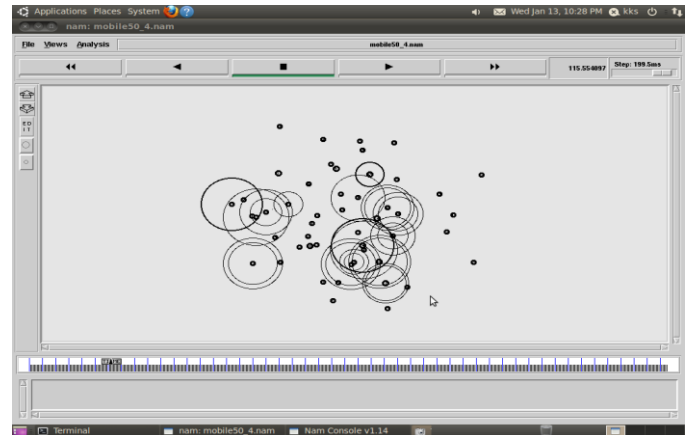 Applications Places System Wed Jan 13, 10:28 PM kks
nam: mobile50_4.nam
File Views Analysis mobile50_4.nam
115.554097 Step: 199.5ms
Terminal nam: mobile50_4.nam Nam Console v1.14